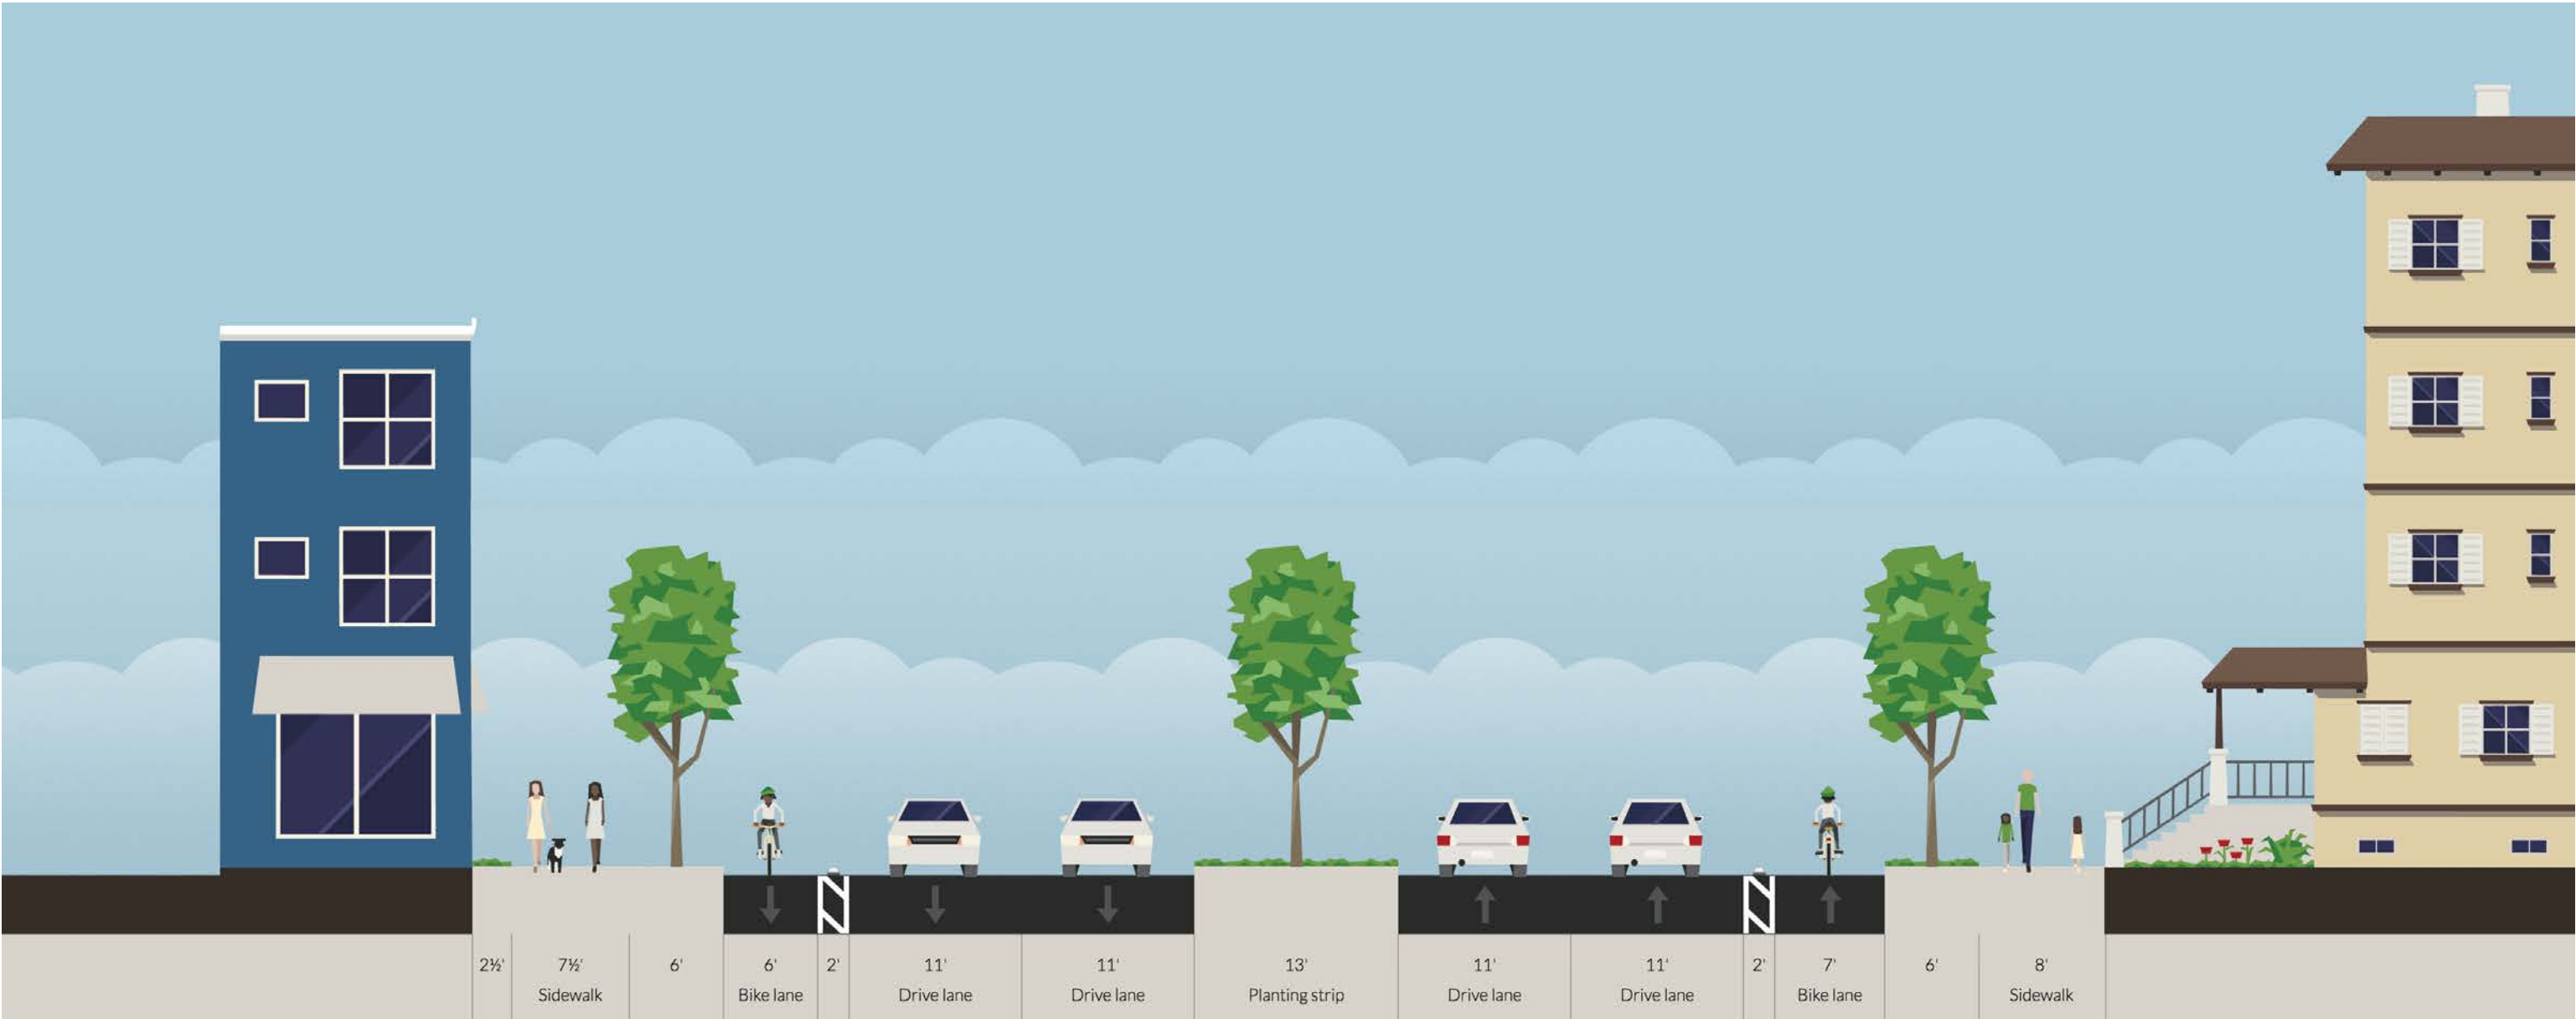 2½' 7½' 6' 6' 2' 11' 11' 13' 11' 11' 2' 7' 6' 8'
Sidewalk Bike lane Drive lane Drive lane Planting strip Drive lane Drive lane Bike lane Sidewalk